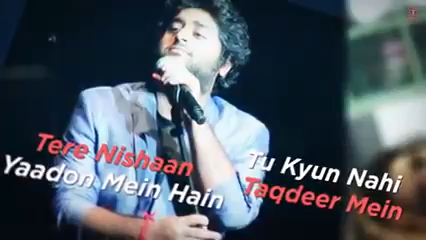 Tere Nishaan
Yaadon Mein Hain
Tu Kyun Nahi
Taqdeer Mein